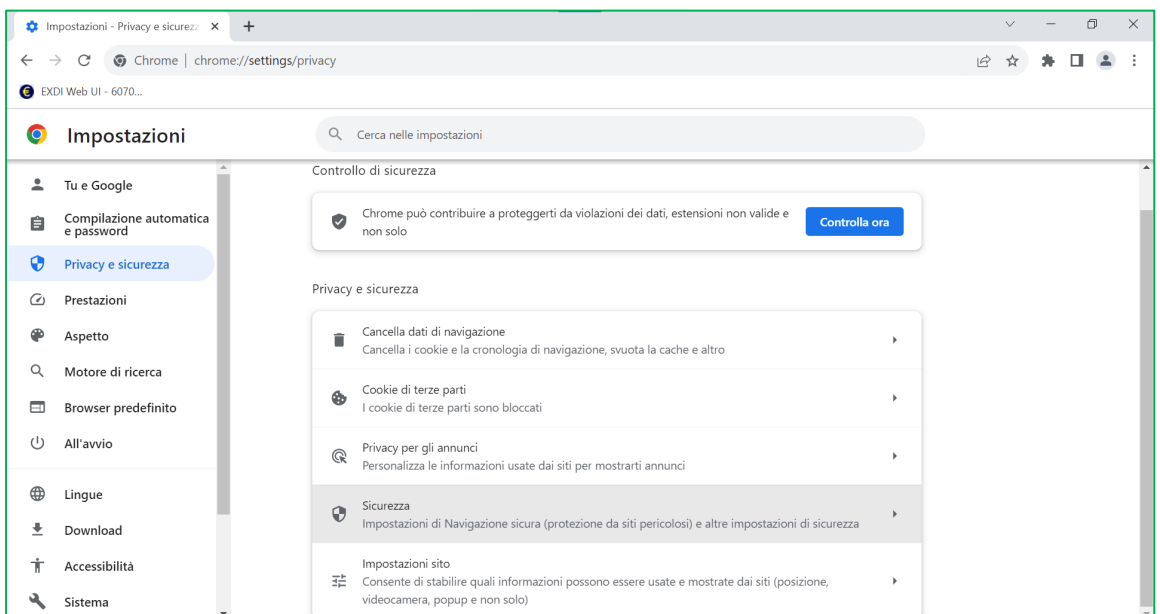 Impostazioni - Privacy e sicurezz
Chrome | chrome://settings/privacy
EXDI Web UI - 6070...
Impostazioni
Cerca nelle impostazioni
Tu e Google
Compilazione automatica
e password
Privacy e sicurezza
Prestazioni
Aspetto
Motore di ricerca
Browser predefinito
All'avvio
Lingue
Download
Accessibilità
Sistema
Controllo di sicurezza
Chrome può contribuire a proteggerti da violazioni dei dati, estensioni non valide e
non solo
Controlla ora
Privacy e sicurezza
Cancella dati di navigazione
Cancella i cookie e la cronologia di navigazione, svuota la cache e altro
Cookie di terze parti
I cookie di terze parti sono bloccati
Privacy per gli annunci
Personalizza le informazioni usate dai siti per mostrarti annunci
Sicurezza
Impostazioni di Navigazione sicura (protezione da siti pericolosi) e altre impostazioni di sicurezza
Impostazioni sito
Consente di stabilire quali informazioni possono essere usate e mostrate dai siti (posizione,
videocamera, popup e non solo)